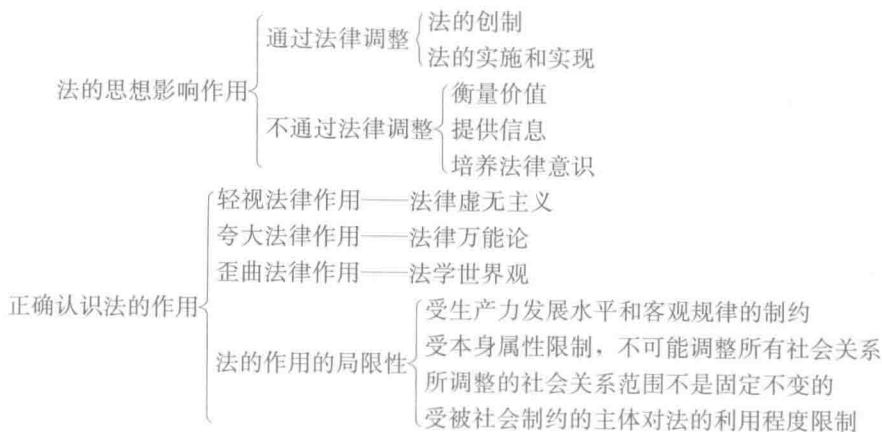 法的思想影响作用
通过法律调整
法的创制
法的实施和实现
不通过法律调整
衡量价值
提供信息
培养法律意识
正确认识法的作用
轻视法律作用——法律虚无主义
夸大法律作用——法律万能论
歪曲法律作用——法学世界观
法的作用的局限性
受生产力发展水平和客观规律的制约
受本身属性限制，不可能调整所有社会关系
所调整的社会关系范围不是固定不变的
受被社会制约的主体对法的利用程度限制